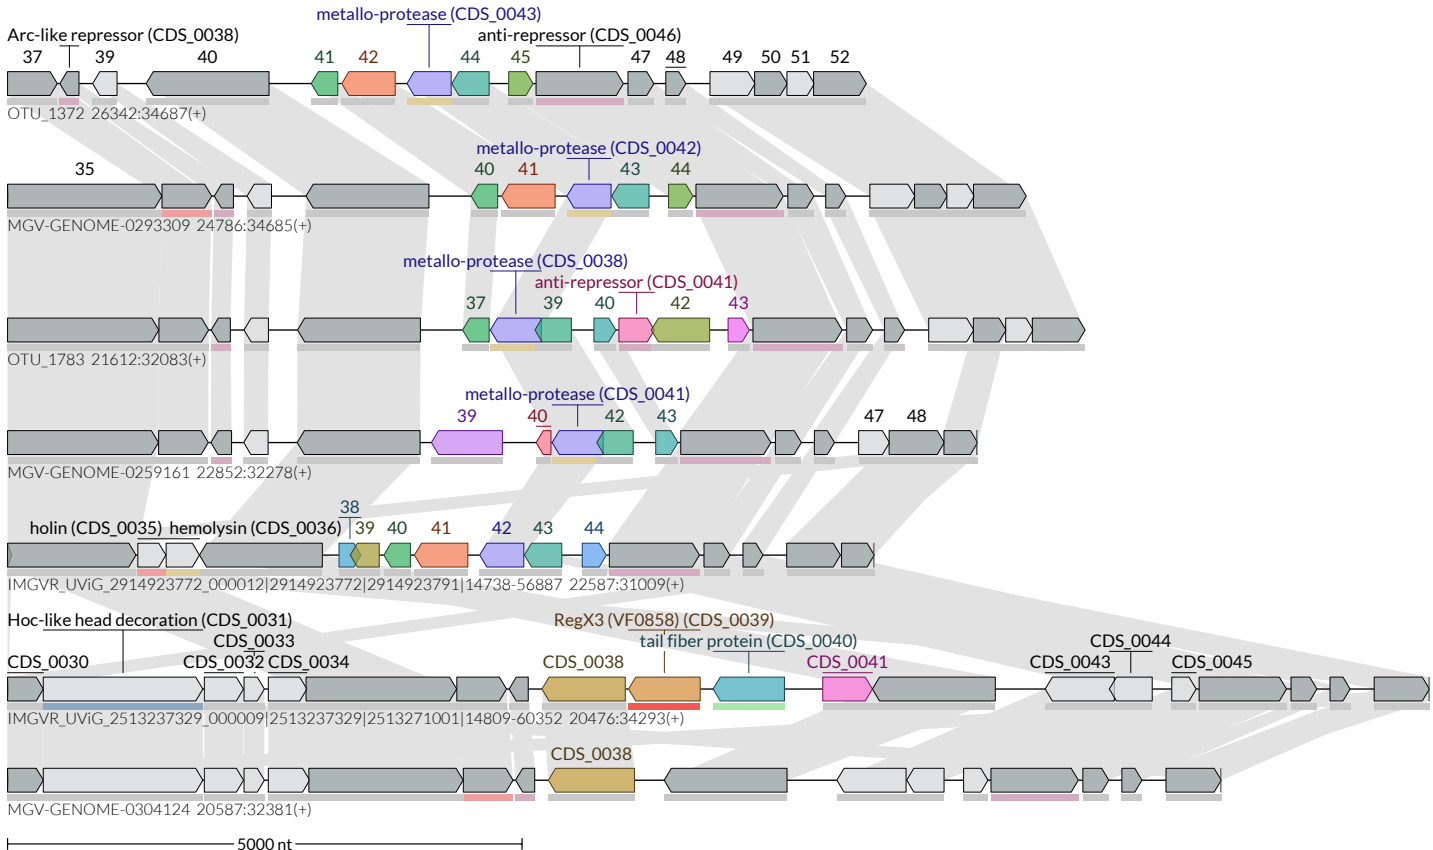 metallo-protease (CDS_0043)
Arc-like repressor (CDS_0038) anti-repressor (CDS_0046)
37 39 40 41 42 44 45 47 48 49 50 51 52
OTU_1372 26342:34687(+)
metallo-protease (CDS_0042)
35 40 41 43 44
MGV-GENOME-0293309 24786:34685(+)
metallo-protease (CDS_0038)
anti-repressor (CDS_0041)
37 39 40 42 43
OTU_1783 21612:32083(+)
metallo-protease (CDS_0041)
39 40 42 43 47 48
MGV-GENOME-0259161 22852:32278(+)
38
holin (CDS_0035) hemolysin (CDS_0036) 39 40 41 42 43 44
IMGVR_UViG_2914923772_000012|2914923772|2914923791|14738-56887 22587:31009(+)
Hoc-like head decoration (CDS_0031) RegX3 (VF0858) (CDS_0039)
CDS_0033 tail fiber protein (CDS_0040) CDS_0044
CDS_0030 CDS_0032 CDS_0034 CDS_0038 CDS_0041 CDS_0043 CDS_0045
IMGVR_UViG_2513237329_000009|2513237329|2513271001|14809-60352 20476:34293(+)
CDS_0038
MGV-GENOME-0304124 20587:32381(+)
5000 nt